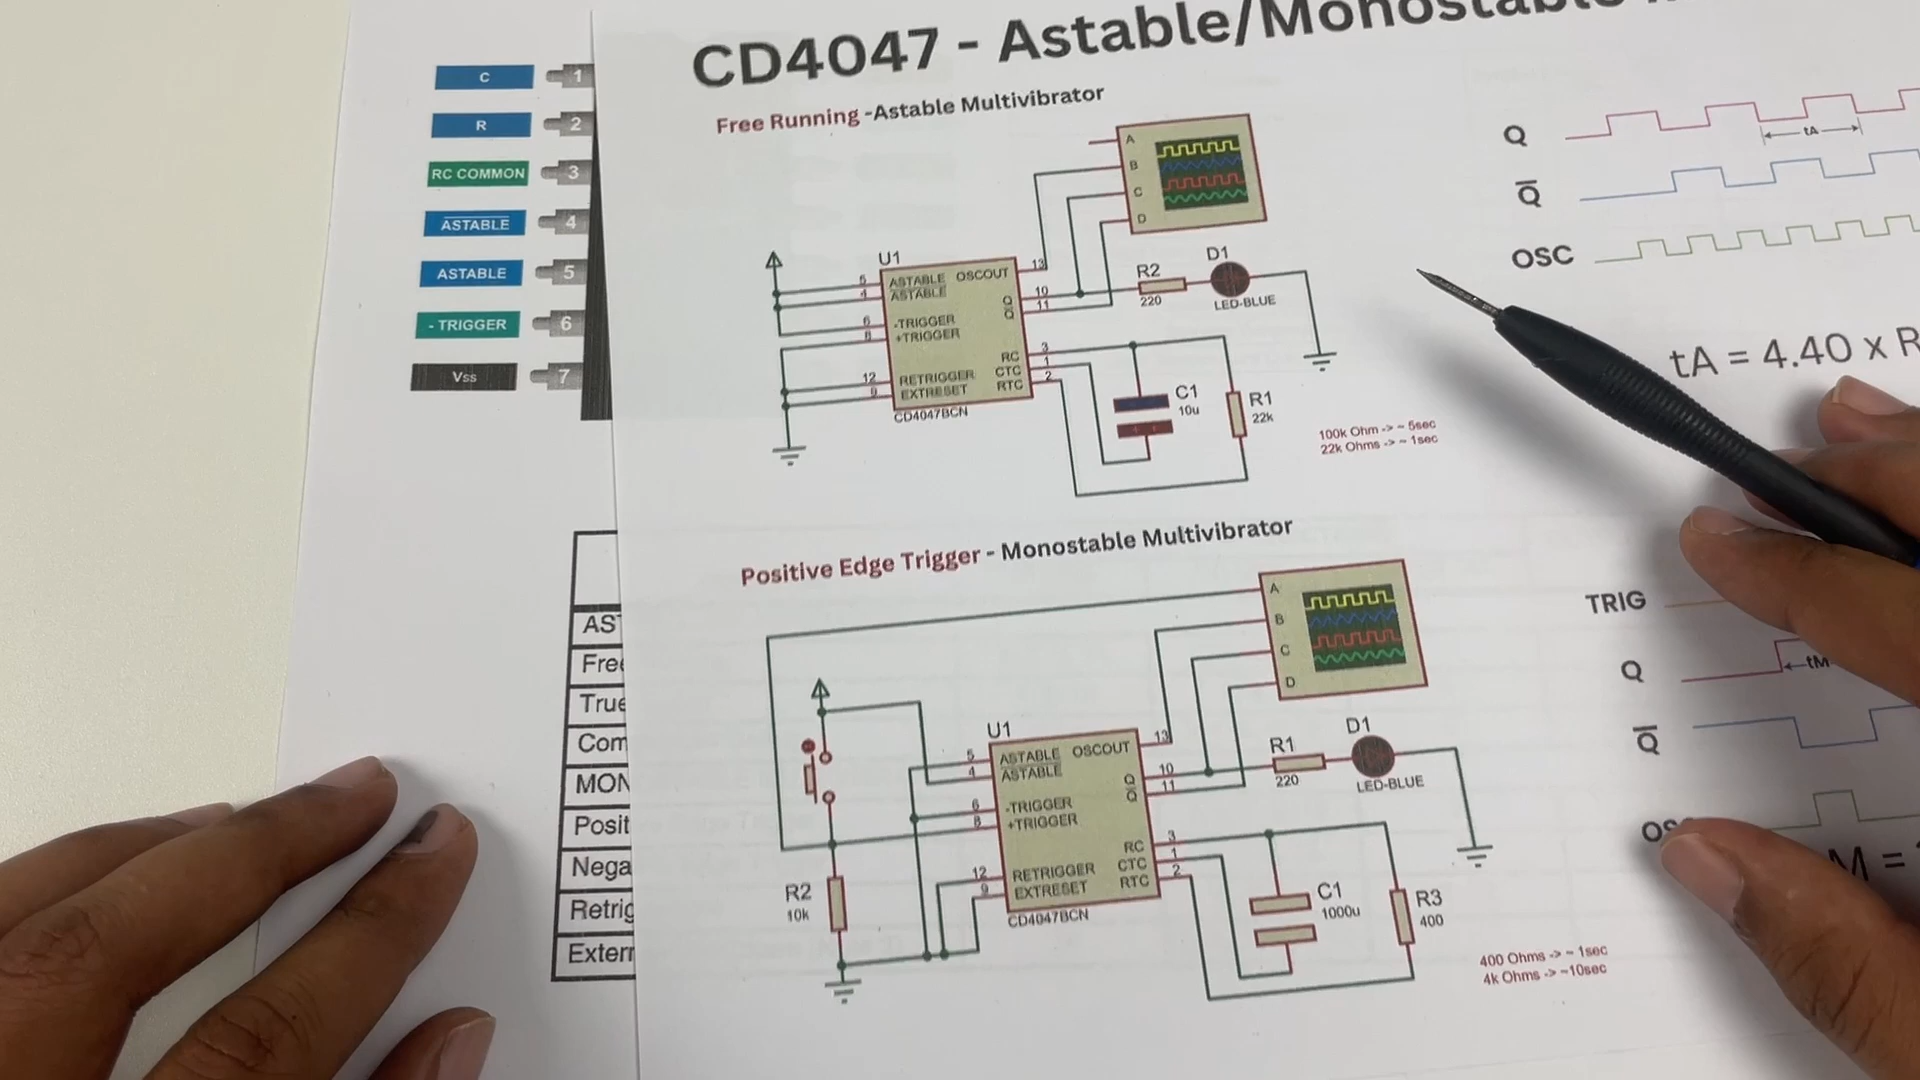 CD4047 - Astable/Monostable
Free Running -Astable Multivibrator
C 1
R 2
RC COMMON 3
ASTABLE 4
ASTABLE 5
- TRIGGER 6
Vss 7
A
B
C
D
U1
5 ASTABLE OSCOUT 13
4 ASTABLE
Q 10
Q 11
6 -TRIGGER
8 +TRIGGER
RC 3
CTC 1
RTC 2
12 RETRIGGER
9 EXTRESET
CD4047BCN
R2
220
D1
LED-BLUE
C1
10u
R1
22k
100k Ohm -> ~ 5sec
22k Ohms -> ~ 1sec
Q
tA
Q
OSC
tA = 4.40 x R
Positive Edge Trigger - Monostable Multivibrator
A
B
C
D
U1
5 ASTABLE OSCOUT 13
4 ASTABLE
Q 10
Q 11
6 -TRIGGER
8 +TRIGGER
RC 3
CTC 1
RTC 2
12 RETRIGGER
9 EXTRESET
CD4047BCN
R2
10k
R1
220
D1
LED-BLUE
C1
1000u
R3
400
400 Ohms -> ~ 1sec
4k Ohms -> ~10sec
TRIG
Q
tM
Q
M =
AST
Free
True
Com
MON
Posit
Nega
Retrig
Extern